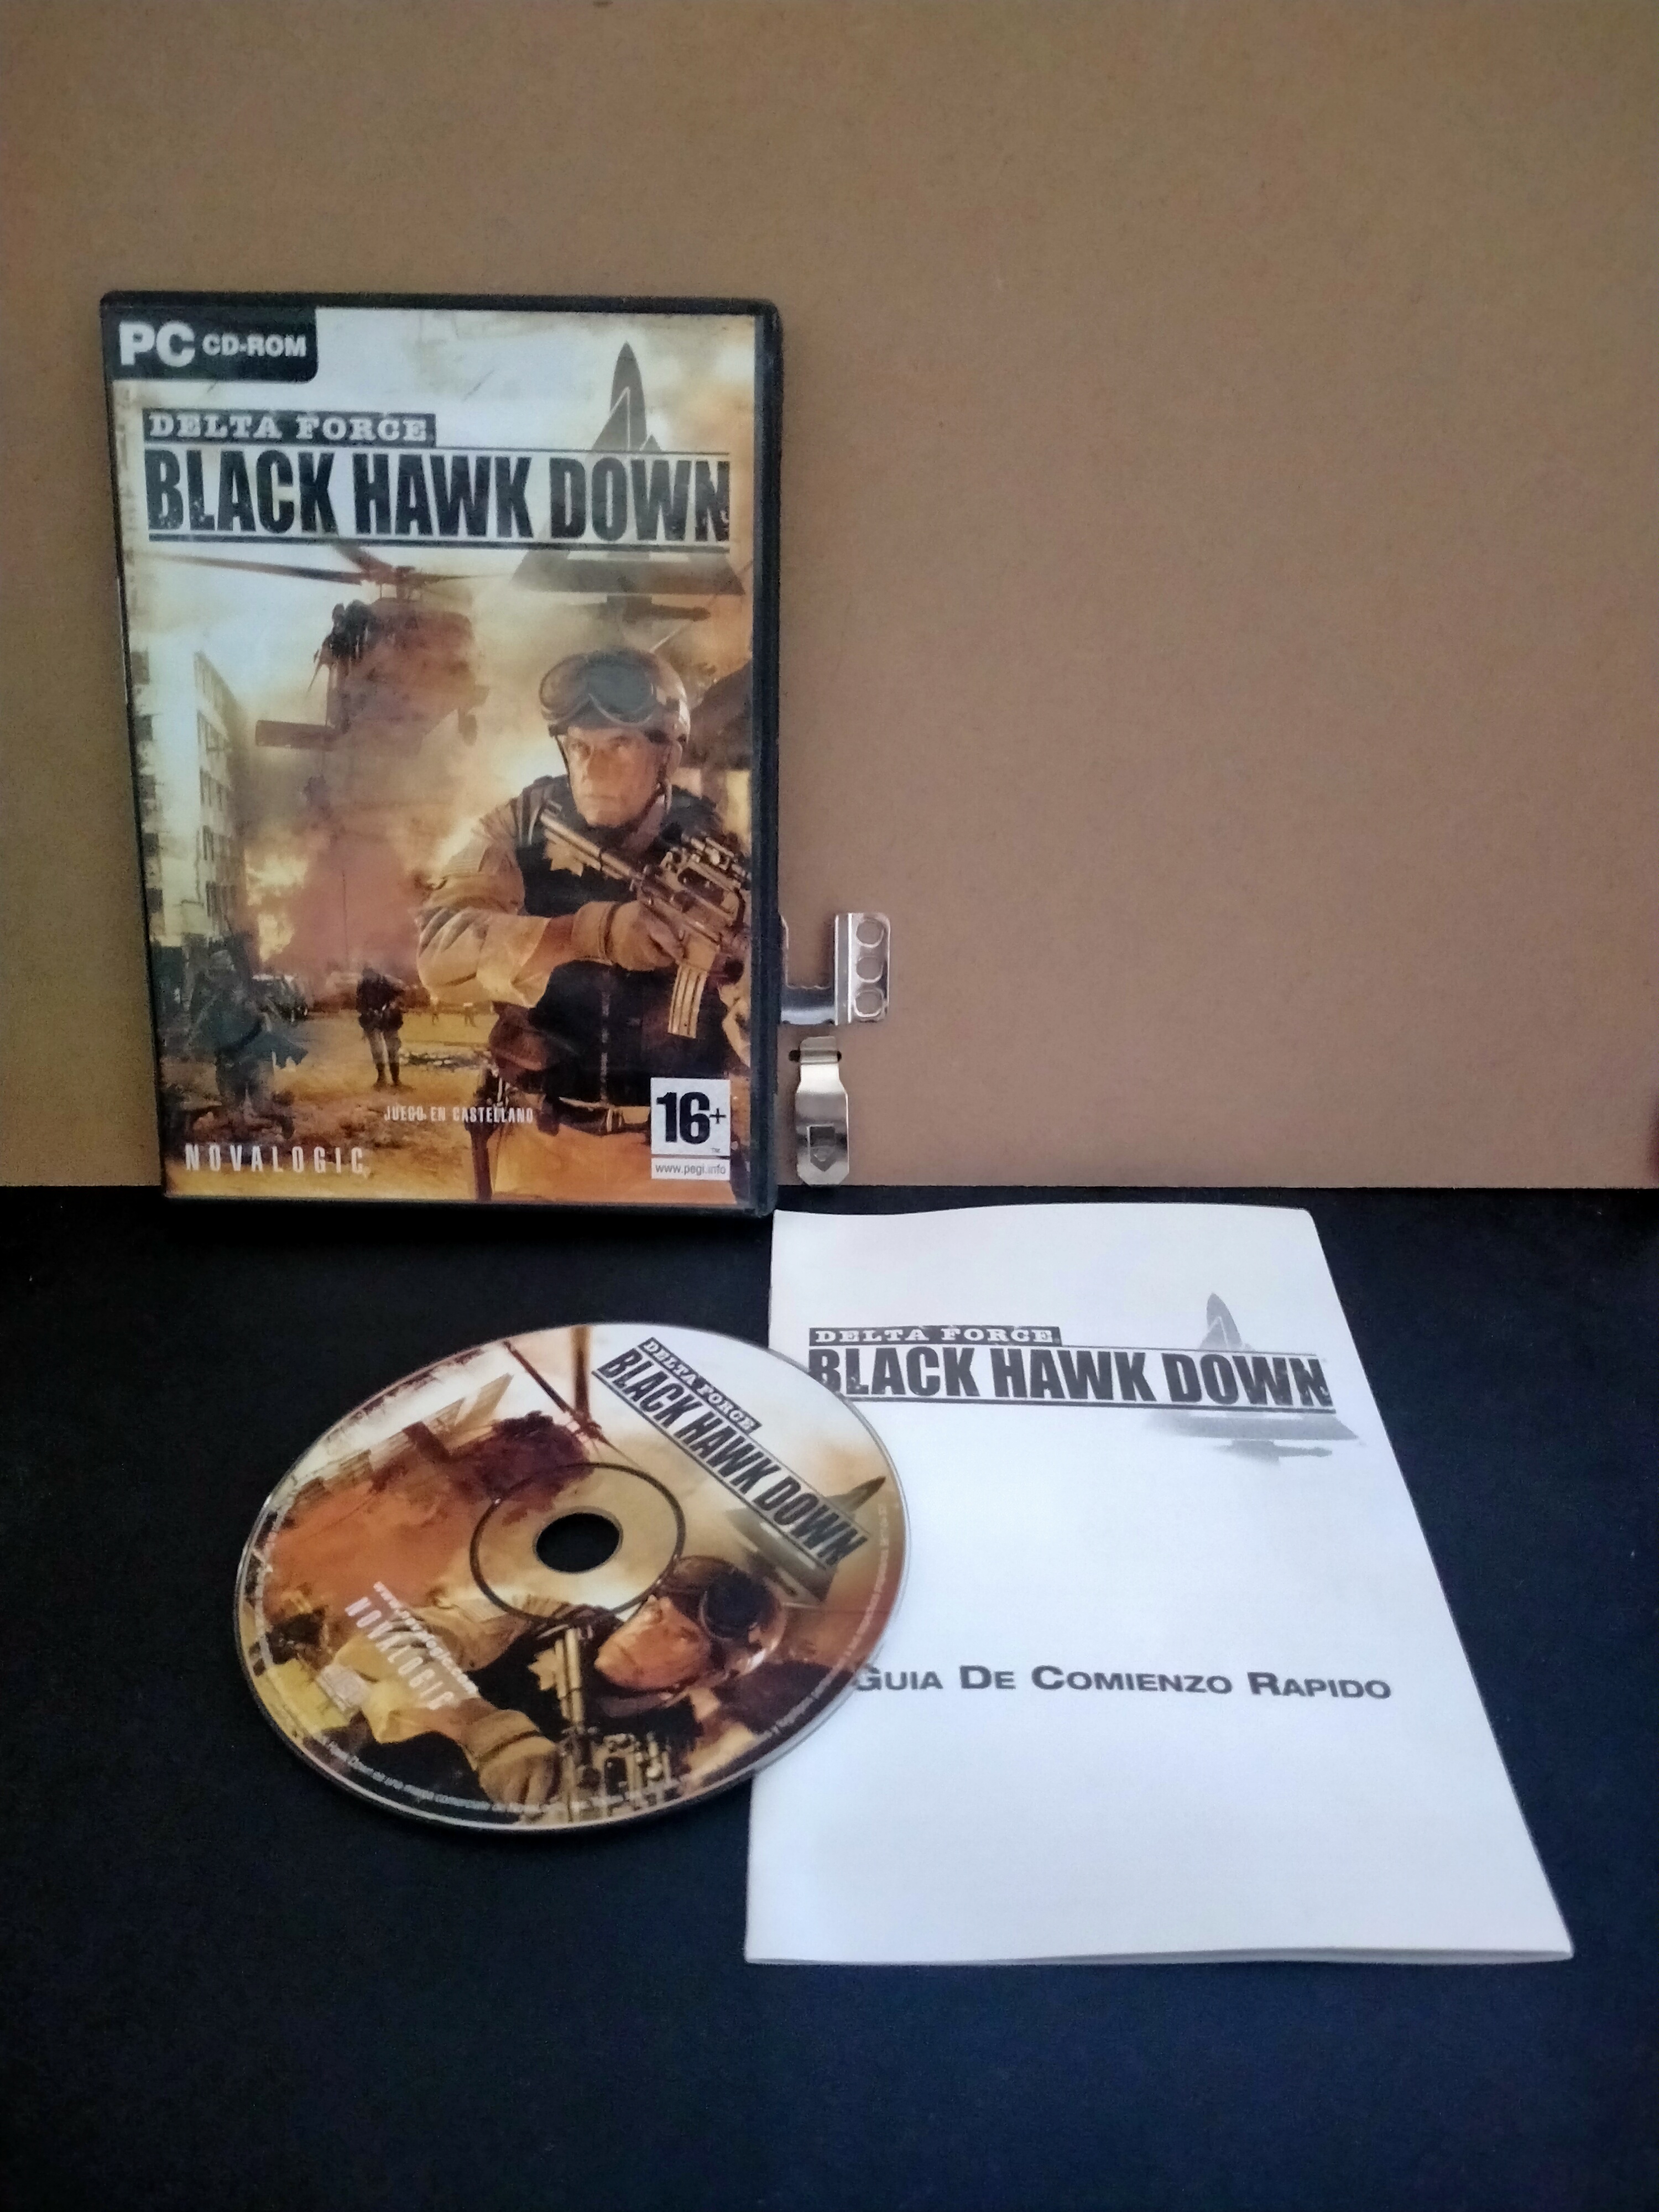 PC CD-ROM
DELTA FORCE
BLACK HAWK DOWN
JUEGO EN CASTELLANO
NOVALOGIC
16+
www.pegi.info
DELTA FORCE
BLACK HAWK DOWN
NOVALOGIC
DELTA FORCE
BLACK HAWK DOWN
GUIA DE COMIENZO RAPIDO